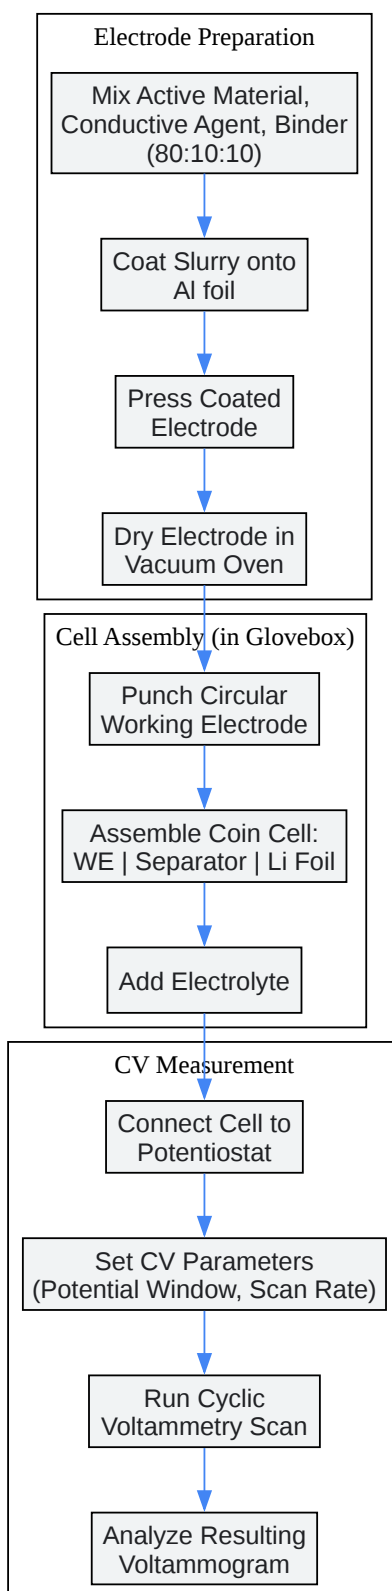 Electrode Preparation
Mix Active Material,
Conductive Agent, Binder
(80:10:10)
Coat Slurry onto
Al foil
Press Coated
Electrode
Dry Electrode in
Vacuum Oven
Cell Assembly (in Glovebox)
Punch Circular
Working Electrode
Assemble Coin Cell:
WE | Separator | Li Foil
Add Electrolyte
CV Measurement
Connect Cell to
Potentiostat
Set CV Parameters
(Potential Window, Scan Rate)
Run Cyclic
Voltammetry Scan
Analyze Resulting
Voltammogram